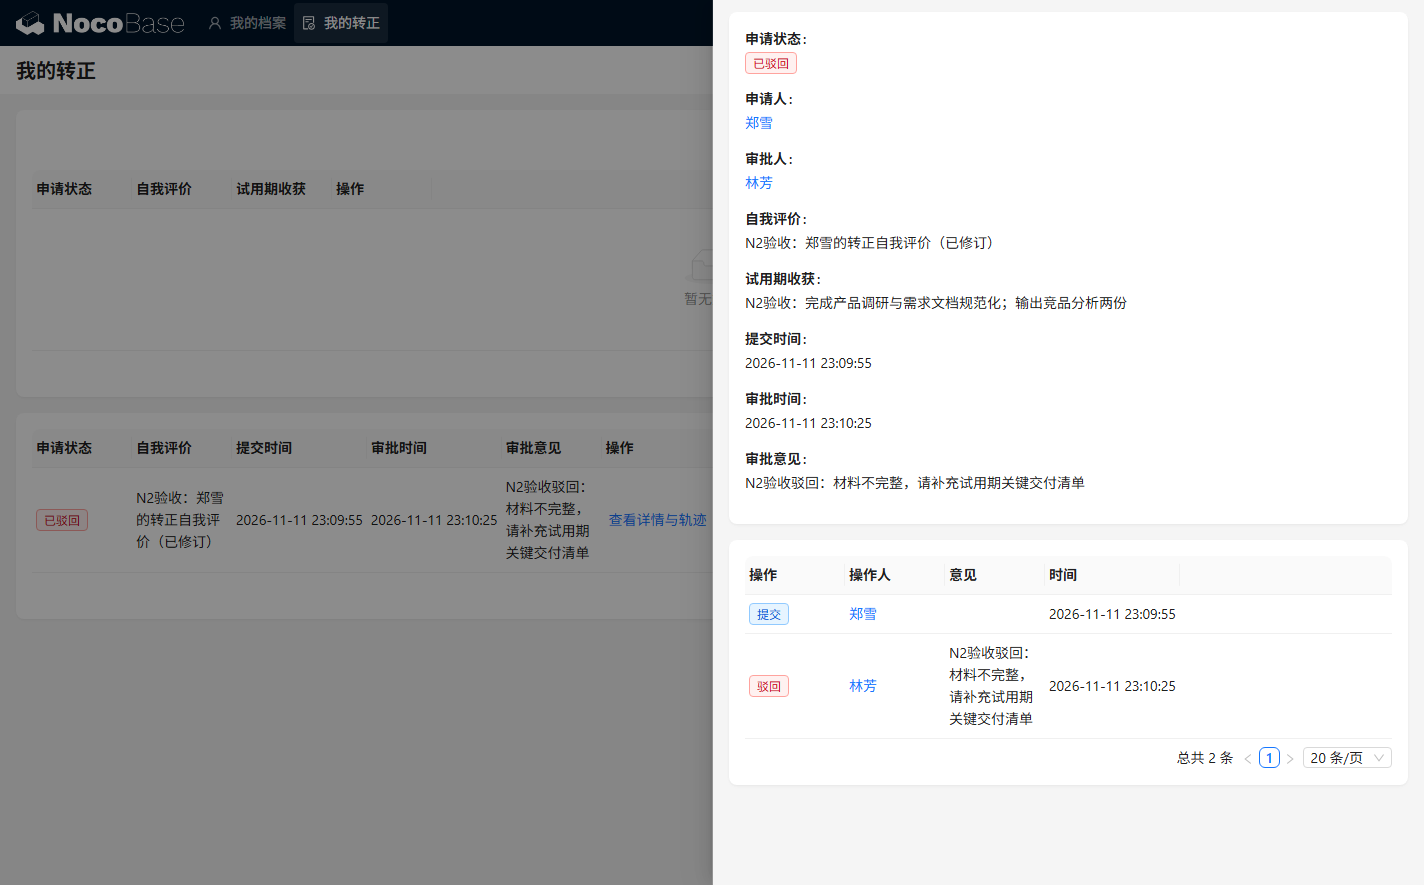 NocoBase
我的档案
我的转正
我的转正
申请状态 自我评价 试用期收获 操作
暂无
申请状态 自我评价 提交时间 审批时间 审批意见 操作
已驳回
N2验收：郑雪
的转正自我评
价（已修订）
2026-11-11 23:09:55
2026-11-11 23:10:25
N2验收驳回：
材料不完整，
请补充试用期
关键交付清单
查看详情与轨迹
申请状态：
已驳回
申请人：
郑雪
审批人：
林芳
自我评价：
N2验收：郑雪的转正自我评价（已修订）
试用期收获：
N2验收：完成产品调研与需求文档规范化；输出竞品分析两份
提交时间：
2026-11-11 23:09:55
审批时间：
2026-11-11 23:10:25
审批意见：
N2验收驳回：材料不完整，请补充试用期关键交付清单
操作 操作人 意见 时间
提交 郑雪 2026-11-11 23:09:55
驳回
林芳
N2验收驳回：
材料不完整，
请补充试用期
关键交付清单
2026-11-11 23:10:25
总共 2 条 < 1 > 20 条/页